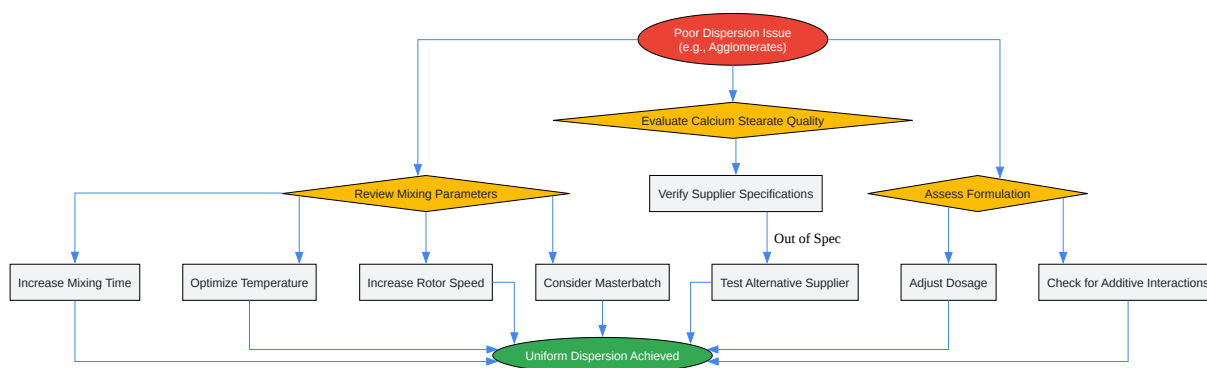 Poor Dispersion Issue
(e.g., Agglomerates)
Evaluate Calcium Stearate Quality
Review Mixing Parameters
Verify Supplier Specifications
Assess Formulation
Out of Spec
Increase Mixing Time
Optimize Temperature
Increase Rotor Speed
Consider Masterbatch
Test Alternative Supplier
Adjust Dosage
Check for Additive Interactions
Uniform Dispersion Achieved